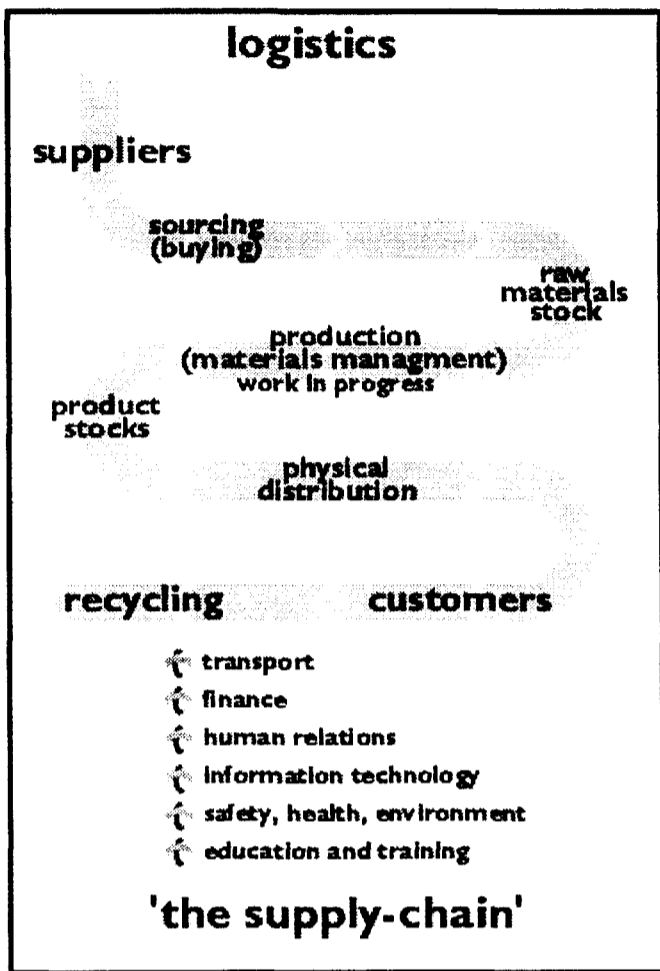 logistics
suppliers
sourcing
(buying)
raw
materials
stock
production
(materials managment)
work in progress
product
stocks
physical
distribution
recycling customers
transport
finance
human relations
information technology
safety, health, environment
education and training
'the supply-chain'